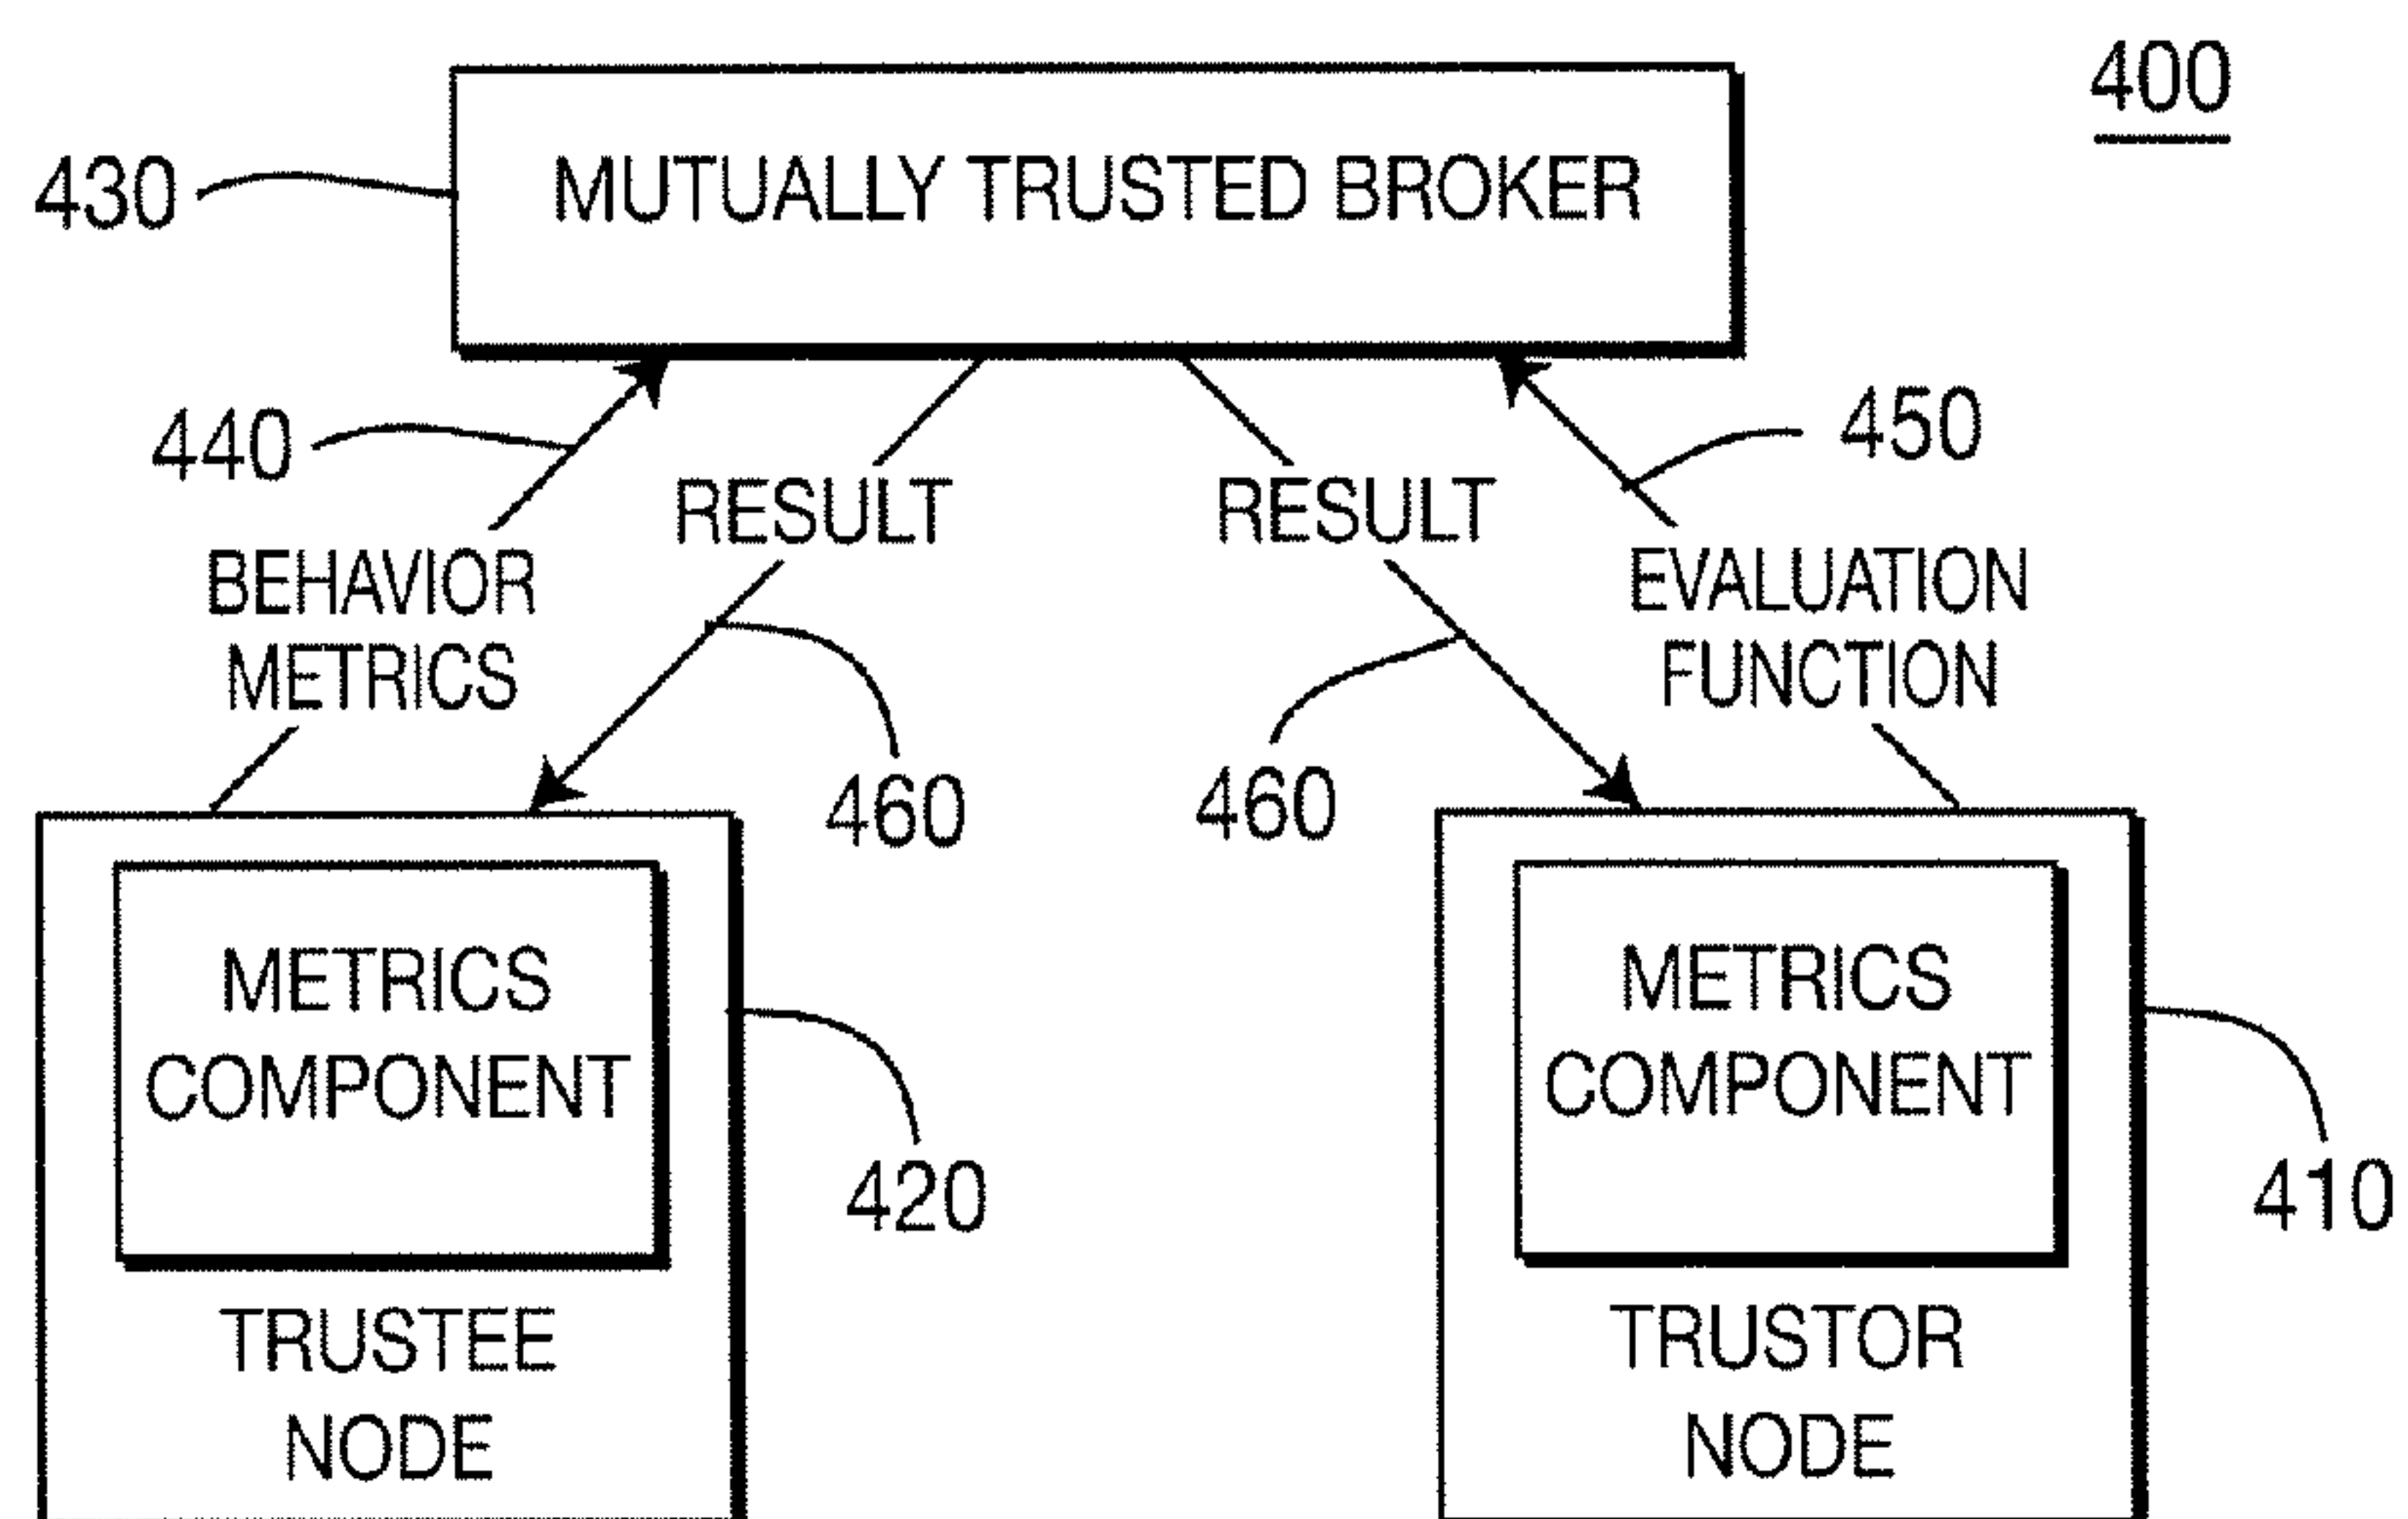 400
430
MUTUALLY TRUSTED BROKER
440
450
RESULT
RESULT
BEHAVIOR
METRICS
EVALUATION
FUNCTION
460
460
METRICS
COMPONENT
METRICS
COMPONENT
420
410
TRUSTEE
NODE
TRUSTOR
NODE